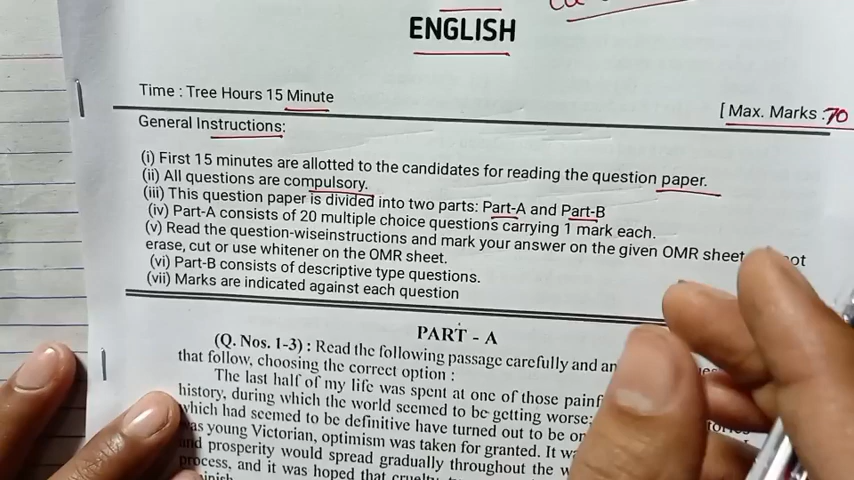 ENGLISH
Time : Tree Hours 15 Minute
[ Max. Marks : 70
General Instructions:
(i) First 15 minutes are allotted to the candidates for reading the question paper.
(ii) All questions are compulsory.
(iii) This question paper is divided into two parts: Part-A and Part-B
(iv) Part-A consists of 20 multiple choice questions carrying 1 mark each.
(v) Read the question-wiseinstructions and mark your answer on the given OMR sheet
erase, cut or use whitener on the OMR sheet.
(vi) Part-B consists of descriptive type questions.
(vii) Marks are indicated against each question
PART - A
(Q. Nos. 1-3) : Read the following passage carefully and
that follow, choosing the correct option :
The last half of my life was spent at one of those
history, during which the world seemed to be getting worse;
which had seemed to be definitive have turned out to be
was young Victorian, optimism was taken for granted. It
and prosperity would spread gradually throughout the
process, and it was hoped that